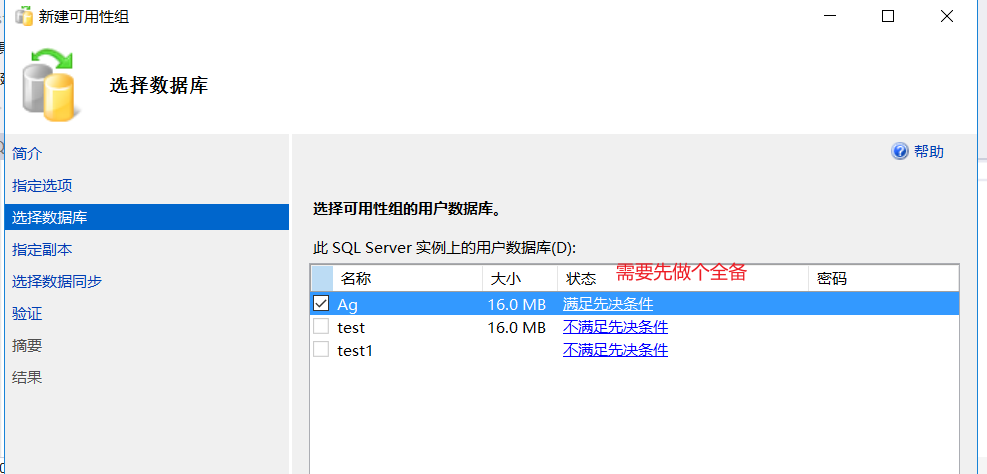 新建可用性组
选择数据库
简介
指定选项
选择数据库
指定副本
选择数据同步
验证
摘要
结果
帮助
选择可用性组的用户数据库。
此 SQL Server 实例上的用户数据库(D):
名称 大小 状态 需要先做个全备 密码
Ag 16.0 MB 满足先决条件
test 16.0 MB 不满足先决条件
test1 不满足先决条件